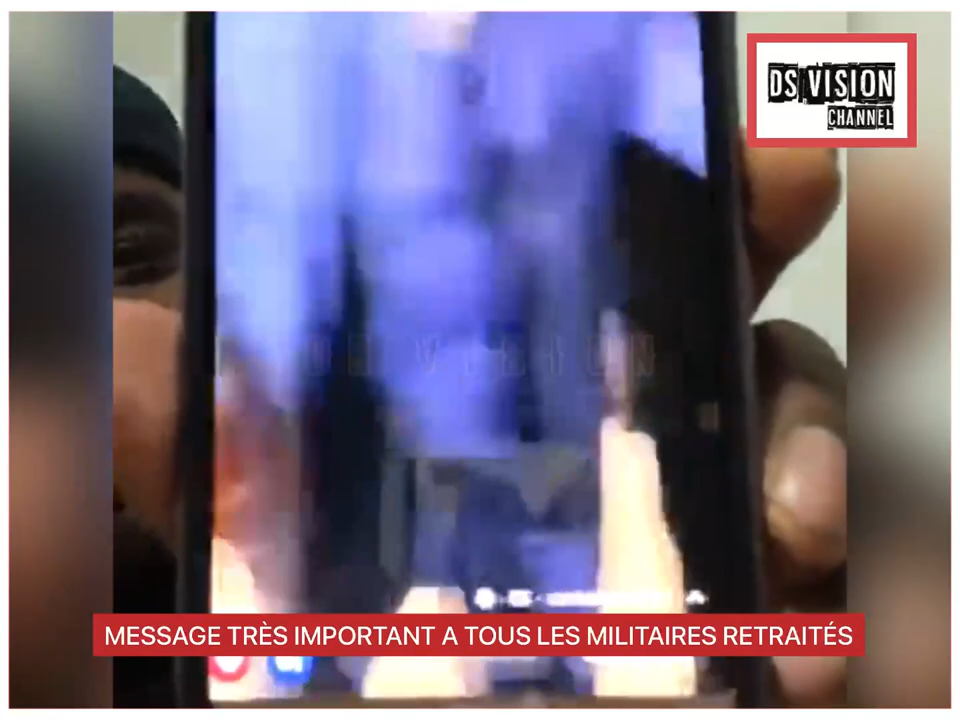 DS VISION
CHANNEL
MESSAGE TRÈS IMPORTANT A TOUS LES MILITAIRES RETRAITÉS